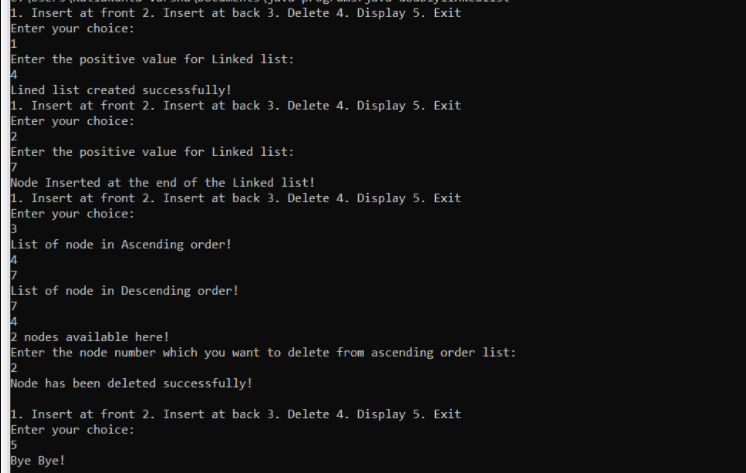 1. Insert at front 2. Insert at back 3. Delete 4. Display 5. Exit
Enter your choice:
1
Enter the positive value for Linked list:
4
Lined list created successfully!
1. Insert at front 2. Insert at back 3. Delete 4. Display 5. Exit
Enter your choice:
2
Enter the positive value for Linked list:
7
Node Inserted at the end of the Linked list!
1. Insert at front 2. Insert at back 3. Delete 4. Display 5. Exit
Enter your choice:
3
List of node in Ascending order!
4
7
List of node in Descending order!
7
4
2 nodes available here!
Enter the node number which you want to delete from ascending order list:
2
Node has been deleted successfully!
1. Insert at front 2. Insert at back 3. Delete 4. Display 5. Exit
Enter your choice:
5
Bye Bye!